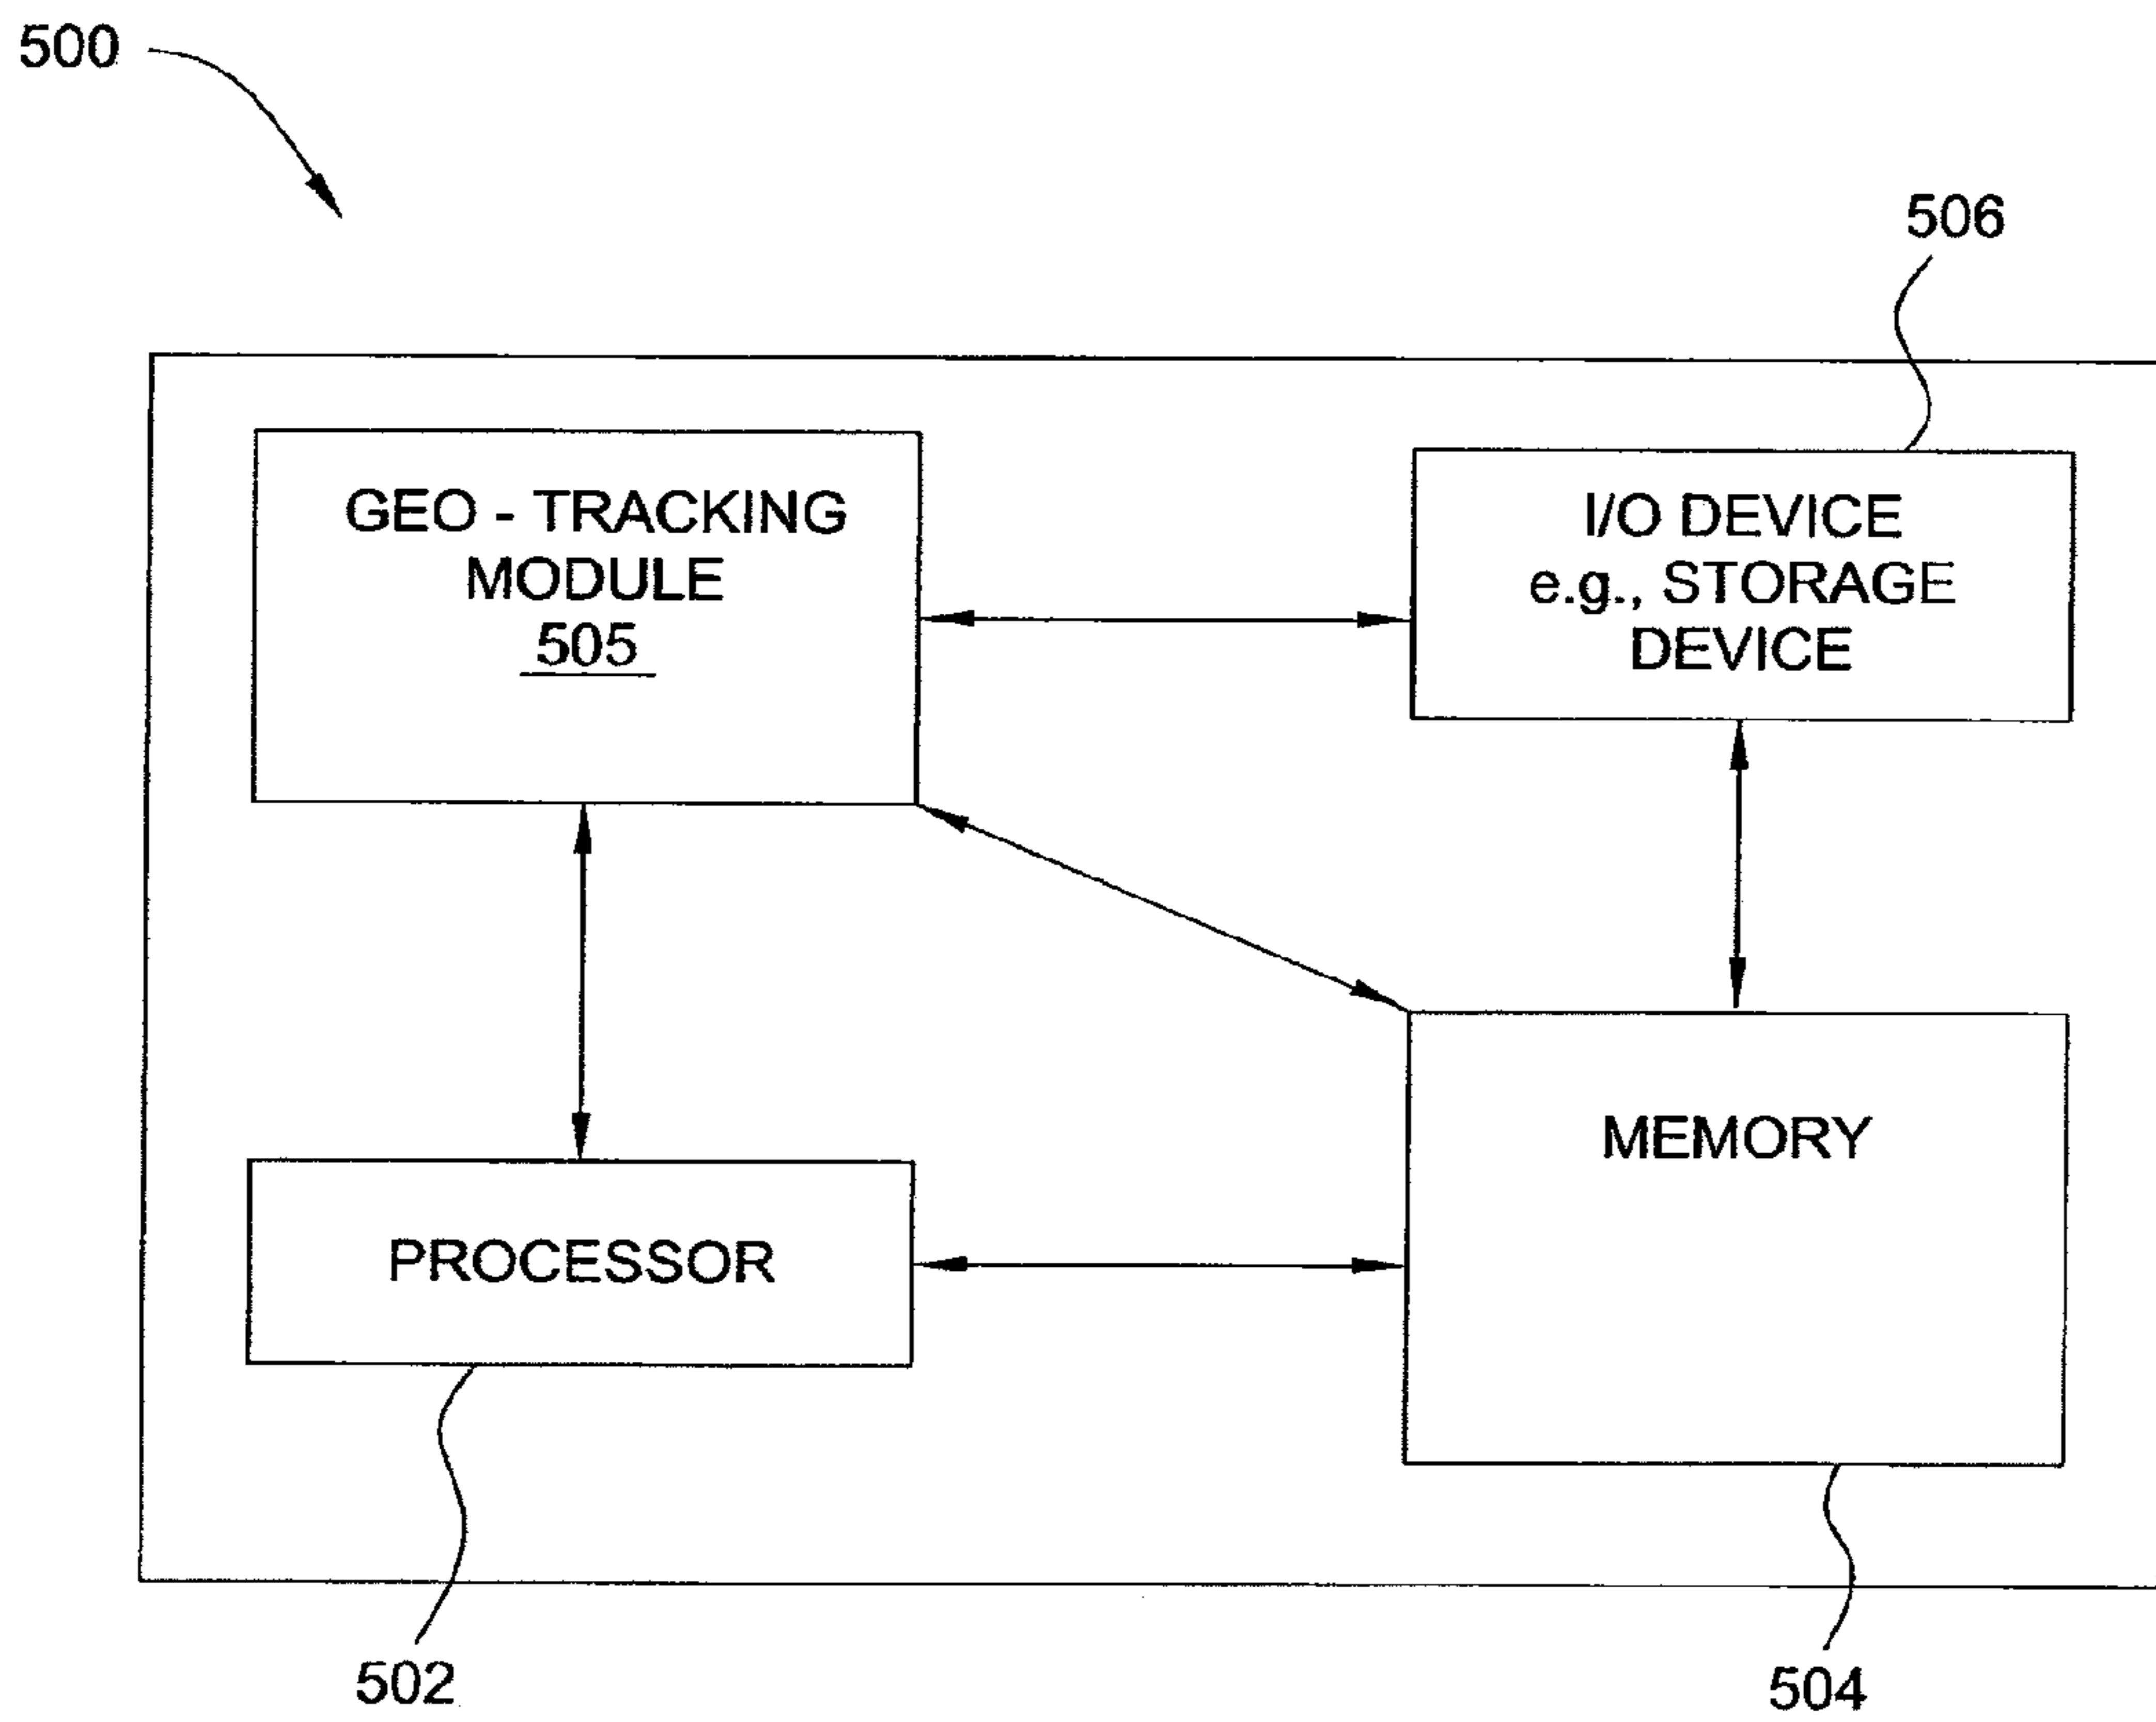 500
506
GEO - TRACKING
MODULE
505
I/O DEVICE
e.g., STORAGE
DEVICE
MEMORY
PROCESSOR
502
504